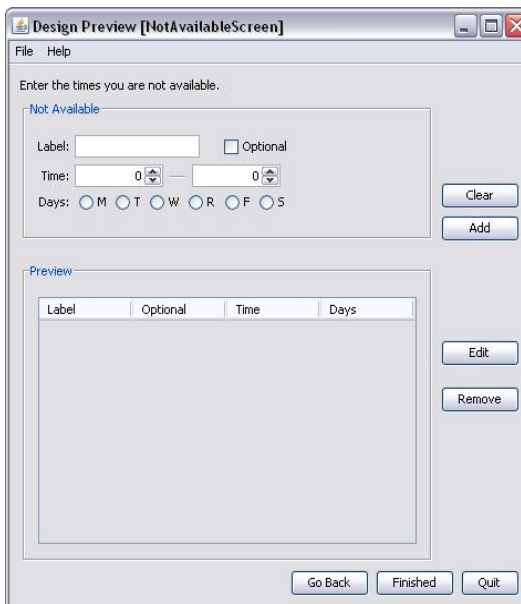 Design Preview [NotAvailableScreen]
File Help
Enter the times you are not available.
Not Available
Label: Optional
Time: 0 — 0
Days: M T W R F S
Clear
Add
Preview
Label Optional Time Days
Edit
Remove
Go Back Finished Quit